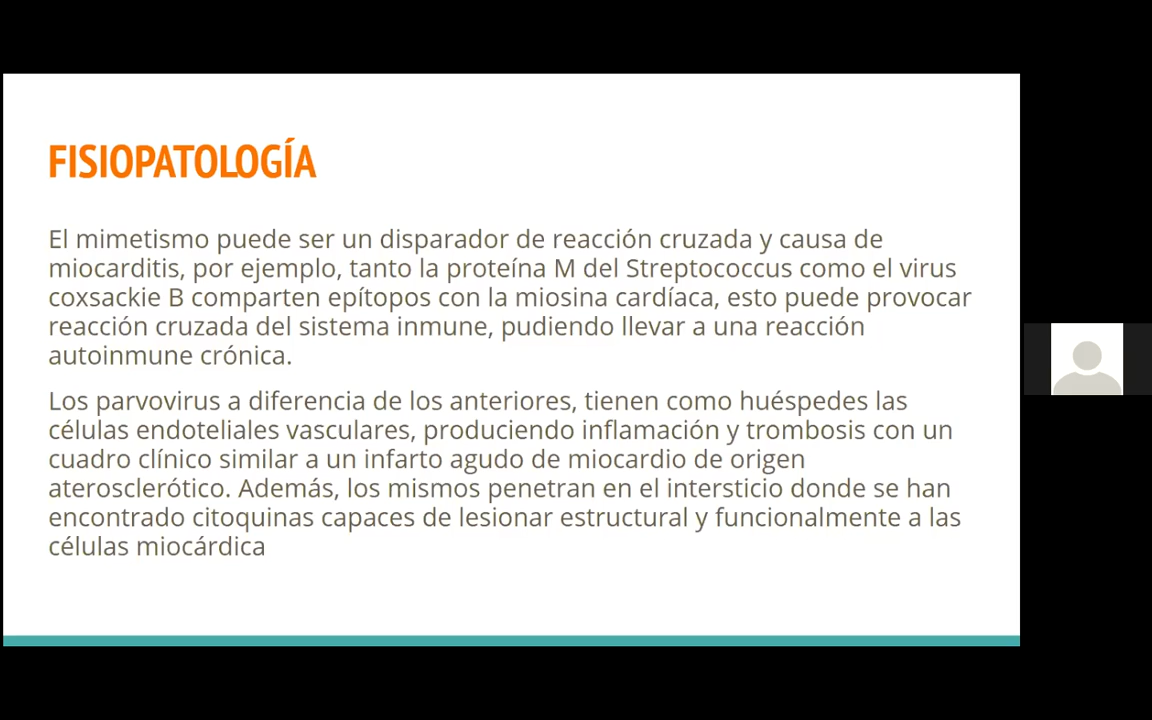 FISIOPATOLOGÍA
El mimetismo puede ser un disparador de reacción cruzada y causa de
miocarditis, por ejemplo, tanto la proteína M del Streptococcus como el virus
coxsackie B comparten epítopos con la miosina cardíaca, esto puede provocar
reacción cruzada del sistema inmune, pudiendo llevar a una reacción
autoinmune crónica.
Los parvovirus a diferencia de los anteriores, tienen como huéspedes las
células endoteliales vasculares, produciendo inflamación y trombosis con un
cuadro clínico similar a un infarto agudo de miocardio de origen
aterosclerótico. Además, los mismos penetran en el intersticio donde se han
encontrado citoquinas capaces de lesionar estructural y funcionalmente a las
células miocárdica